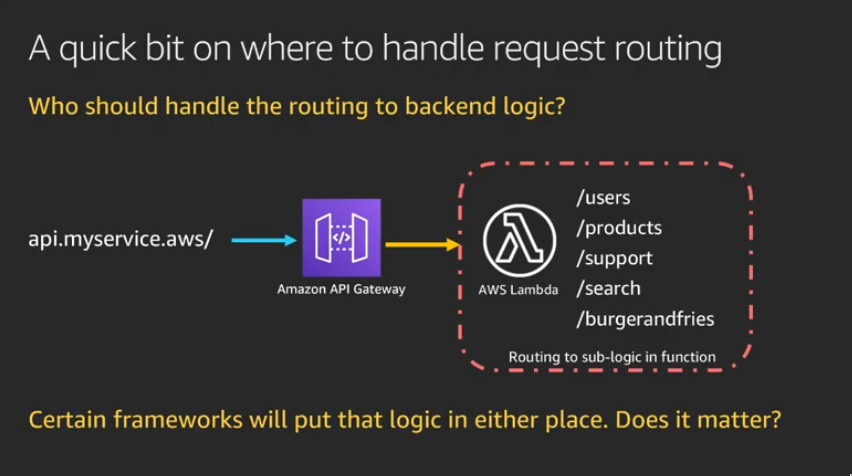 A quick bit on where to handle request routing
Who should handle the routing to backend logic?
api.myservice.aws/
</>
Amazon API Gateway
AWS Lambda
/users
/products
/support
/search
/burgerandfries
Routing to sub-logic in function
Certain frameworks will put that logic in either place. Does it matter?